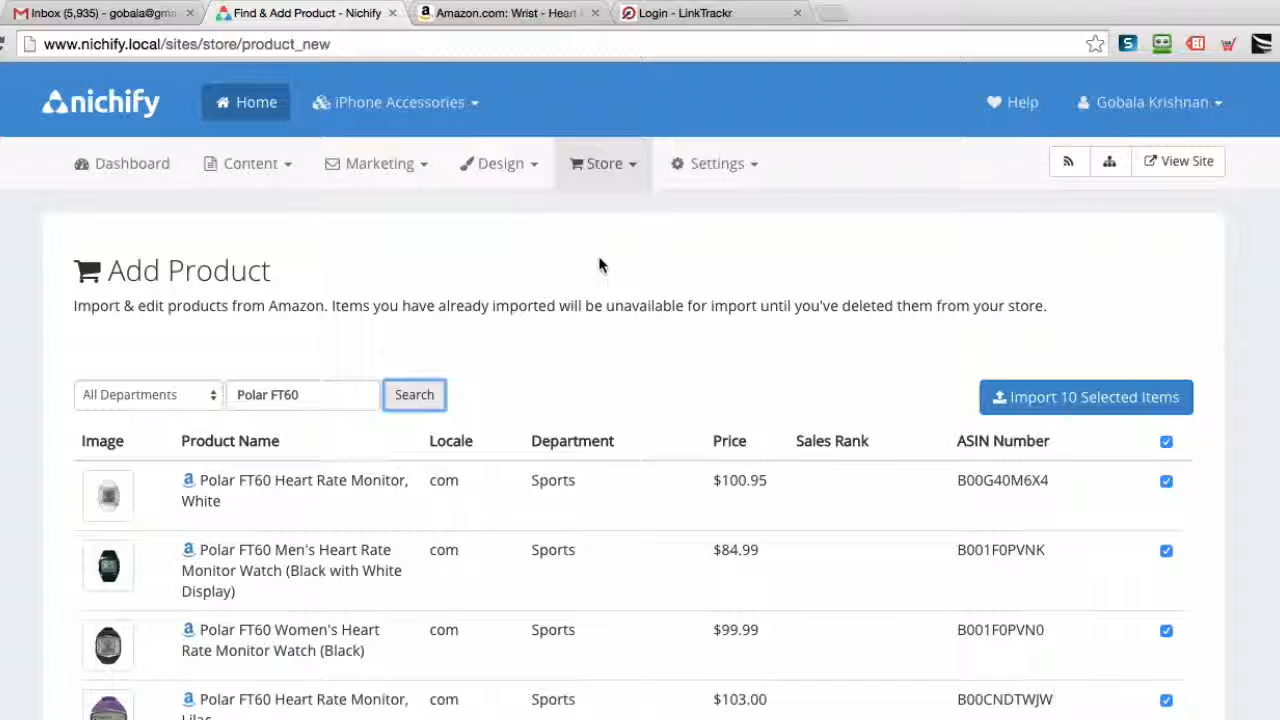 Inbox (5,935) - gobala@gma
Find & Add Product - Nichify
Amazon.com: Wrist - Heart
Login - LinkTrackr
www.nichify.local/sites/store/product_new
nichify
Home
iPhone Accessories
Help
Gobala Krishnan
Dashboard
Content
Marketing
Design
Store
Settings
View Site
Add Product
Import & edit products from Amazon. Items you have already imported will be unavailable for import until you've deleted them from your store.
All Departments
Polar FT60
Search
Import 10 Selected Items
Image Product Name Locale Department Price Sales Rank ASIN Number
Polar FT60 Heart Rate Monitor, com Sports $100.95 B00G40M6X4
White
Polar FT60 Men's Heart Rate com Sports $84.99 B001F0PVNK
Monitor Watch (Black with White
Display)
Polar FT60 Women's Heart com Sports $99.99 B001F0PVN0
Rate Monitor Watch (Black)
Polar FT60 Heart Rate Monitor, com Sports $103.00 B00CNDTWJW
Lilac